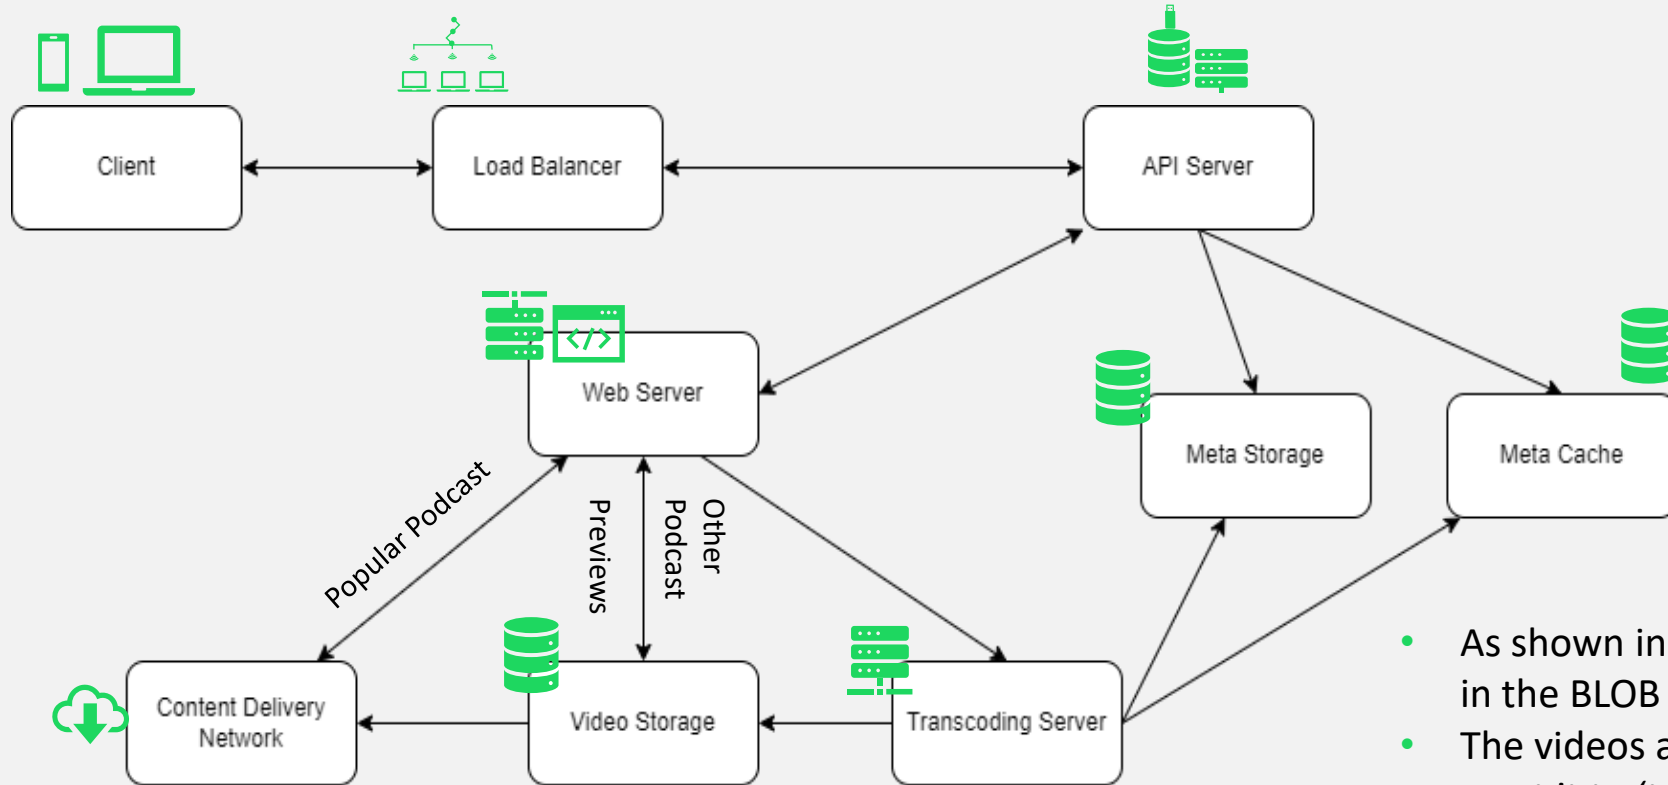 Client
Load Balancer
API Server
</>
Web Server
Meta Storage
Meta Cache
Popular Podcast
Previews
Other
Podcast
Content Delivery
Network
Video Storage
Transcoding Server
As shown in
in the BLOB
The videos a